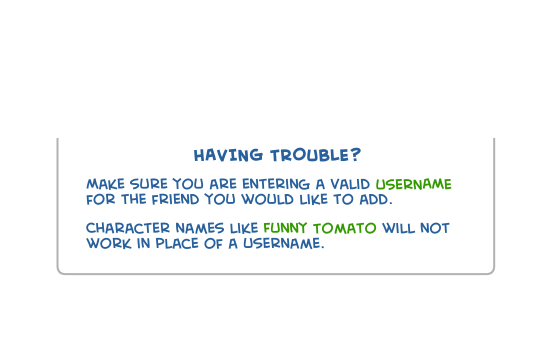 HAVING TROUBLE?
MAKE SURE YOU ARE ENTERING A VALID USERNAME
FOR THE FRIEND YOU WOULD LIKE TO ADD.
CHARACTER NAMES LIKE FUNNY TOMATO WILL NOT
WORK IN PLACE OF A USERNAME.